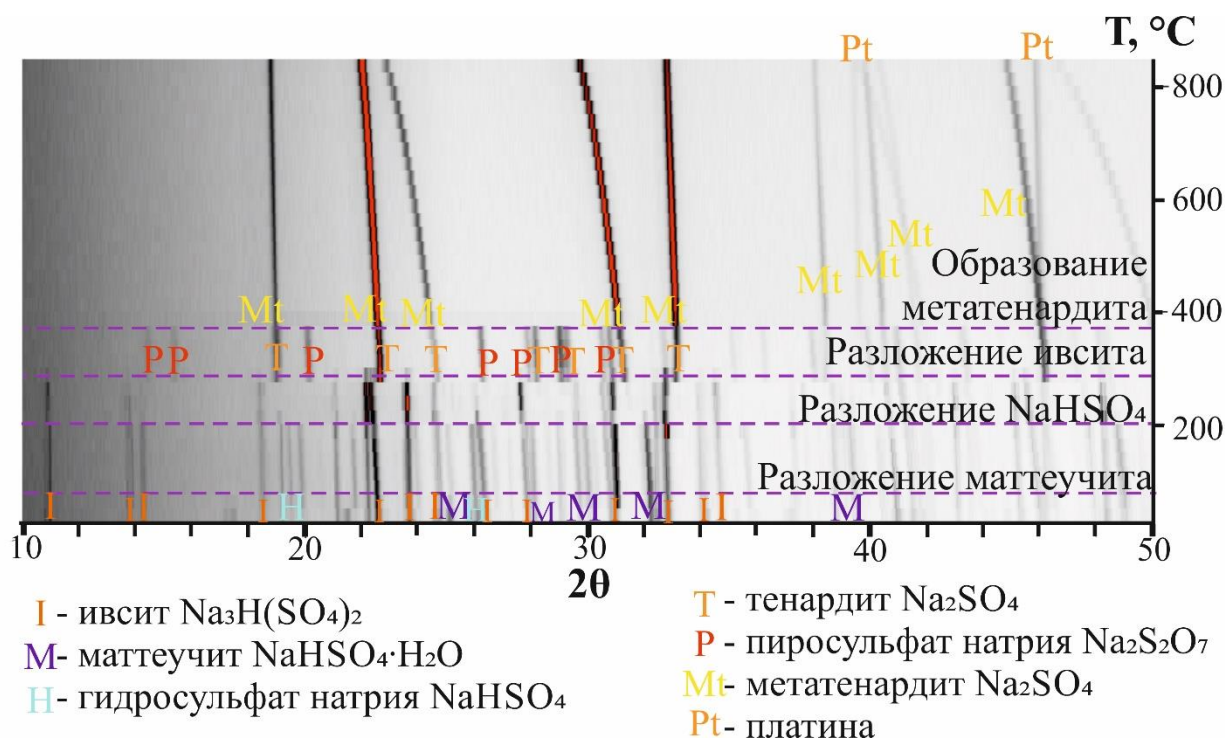 Pt Pt T, °C
800
600
Mt
Mt
Mt Mt Образование
Mt Mt Mt Mt Mt метатенардита 400
P P T P T T P P T P T P T T Разложение ивсита
Разложение NaHSO₄ 200
Разложение маттеучита
I I I I H I I I M H I I M M I M I I I M
10 20 30 40 50
2θ
I - ивсит Na₃H(SO₄)₂
M- маттеучит NaHSO₄·H₂O
H- гидросульфат натрия NaHSO₄
T - тенардит Na₂SO₄
P - пиросульфат натрия Na₂S₂O₇
Mt- метатенардит Na₂SO₄
Pt- платина